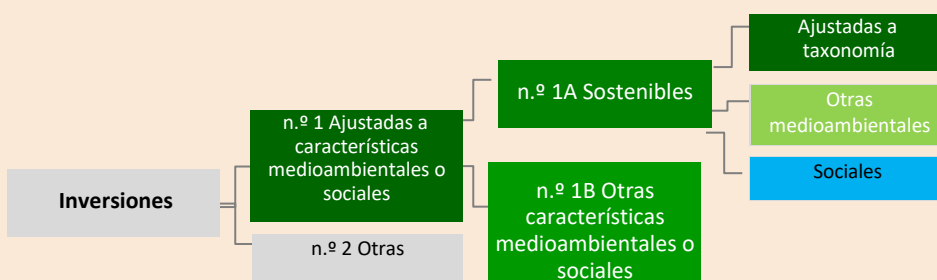 Inversiones
n.º 1 Ajustadas a
características
medioambientales o
sociales
n.º 2 Otras
n.º 1A Sostenibles
n.º 1B Otras
características
medioambientales o
sociales
Ajustadas a
taxonomía
Otras
medioambientales
Sociales